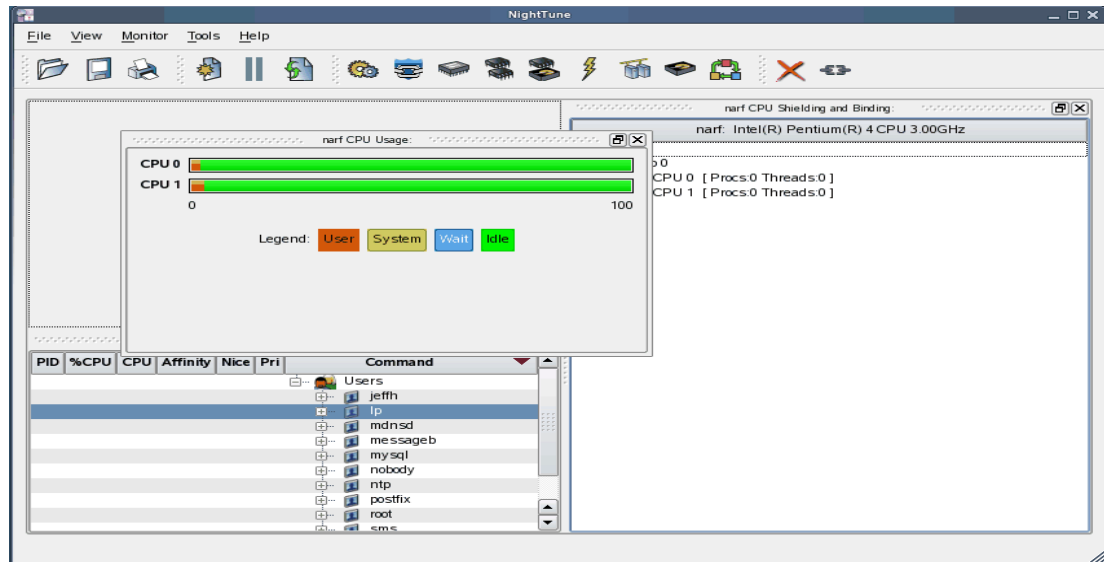 NightTune
File View Monitor Tools Help
narf CPU Shielding and Binding:
narf: Intel(R) Pentium(R) 4 CPU 3.00GHz
narf CPU Usage:
CPU 0
CPU 1
0 100
Legend: User System Wait Idle
0
CPU 0 [ Procs:0 Threads:0 ]
CPU 1 [ Procs:0 Threads:0 ]
PID %CPU CPU Affinity Nice Pri Command
Users
jeffh
lp
mdnsd
messageb
mysql
nobody
ntp
postfix
root
sms